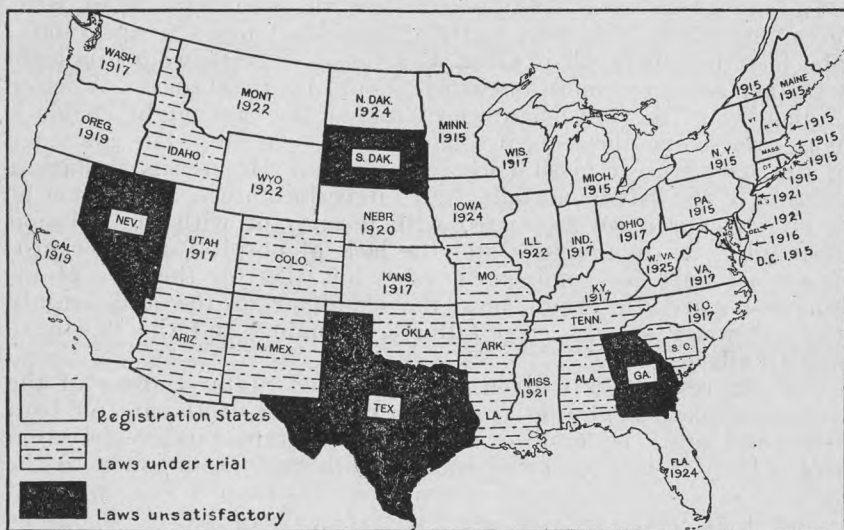 WASH.
1917
OREG.
1919
CAL.
1919
NEV.
IDAHO
MONT.
1922
WYO
1922
UTAH
1917
COLO.
ARIZ.
N. MEX.
N. DAK.
1924
S. DAK.
NEBR.
1920
KANS.
1917
OKLA.
TEX.
MINN.
1915
IOWA
1924
MO.
ARK.
LA.
WIS.
1917
ILL.
1922
MICH.
1915
IND.
1917
OHIO
1917
KY.
1917
TENN.
MISS.
1921
ALA.
GA.
FLA.
1924
S. C.
N. C.
1917
VA.
1917
W. VA
1925
PA.
1915
N. Y.
1915
1915
VT
N.H.
MAINE
1915
MASS.
CT
N.J.
DEL.
1915
1915
1915
1915
1921
1921
1916
D.C. 1915
Registration States
Laws under trial
Laws unsatisfactory